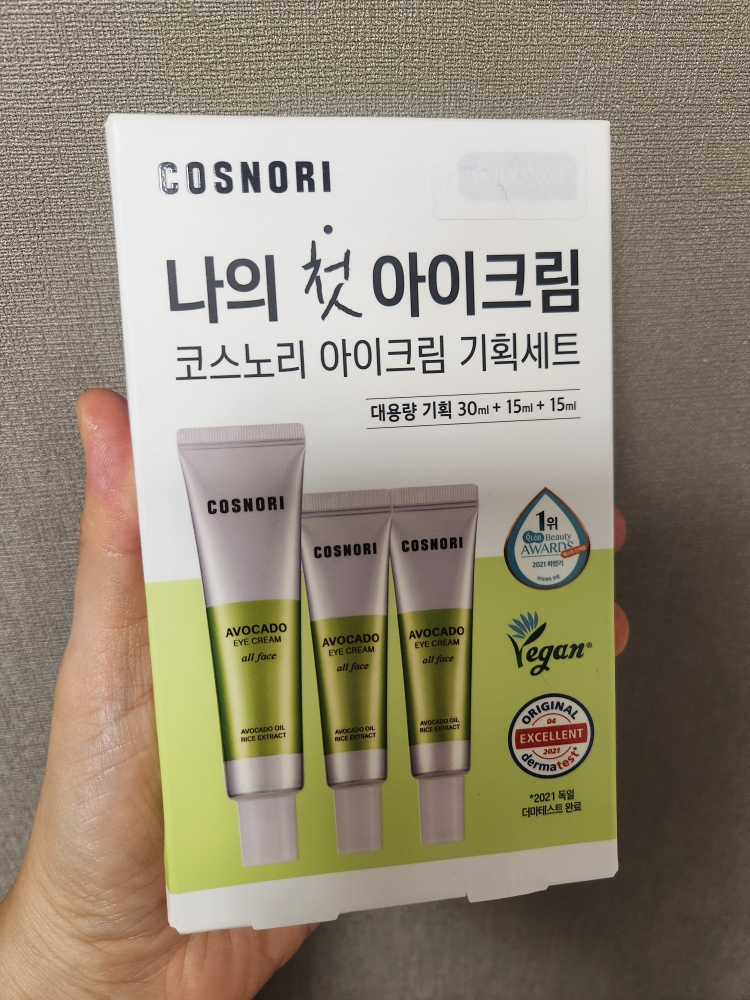 COSNORI
나의 첫 아이크림
코스노리 아이크림 기획세트
대용량 기획 30ml + 15ml + 15ml
COSNORI
AVOCADO
EYE CREAM
all face
AVOCADO OIL
RICE EXTRACT
COSNORI
AVOCADO
EYE CREAM
all face
AVOCADO OIL
RICE EXTRACT
COSNORI
AVOCADO
EYE CREAM
all face
AVOCADO OIL
RICE EXTRACT
1위
Beauty
AWARDS
2021 하반기
Vegan®
ORIGINAL
04
EXCELLENT
2021
dermatest®
*2021 독일
더마테스트 완료